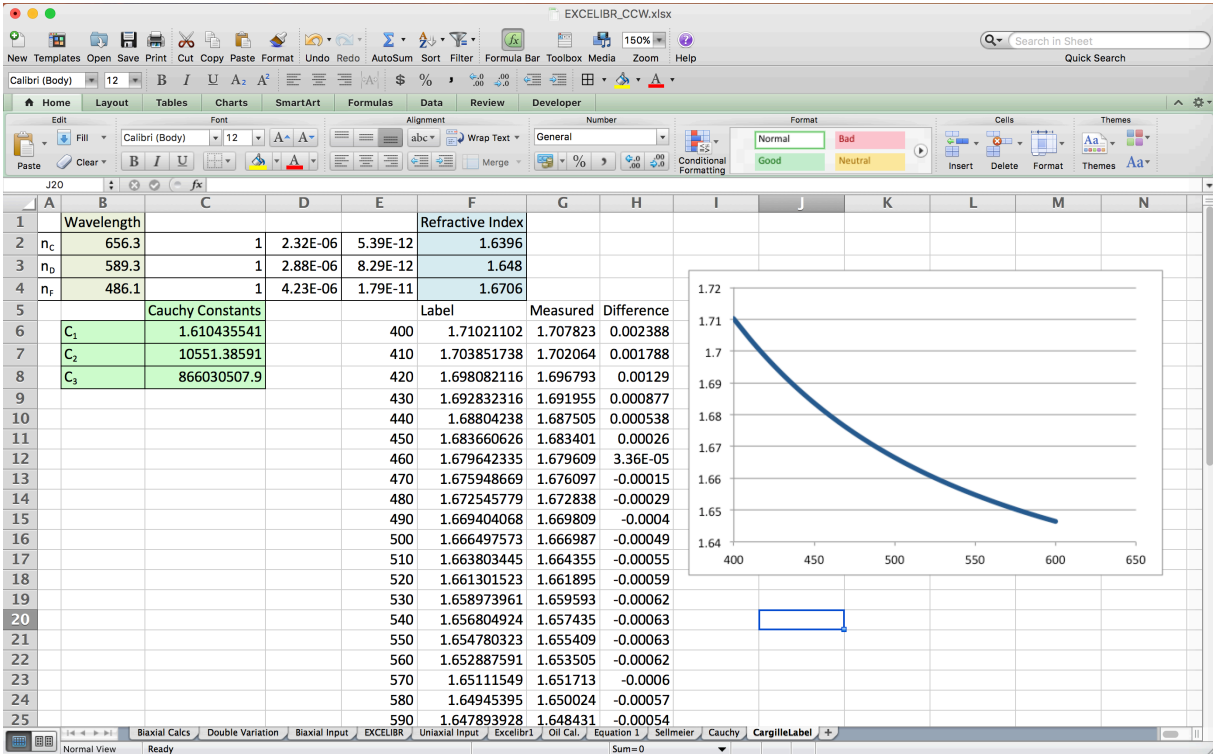 EXCELIBR_CCW.xlsx
150%
Search in Sheet
New Templates Open Save Print Cut Copy Paste Format Undo Redo AutoSum Sort Filter Formula Bar Toolbox Media Zoom Help Quick Search
Calibri (Body) 12 B I U A₂ A² $ % ,
Home Layout Tables Charts SmartArt Formulas Data Review Developer
Edit Font Alignment Number Format Cells Themes
Paste Fill Calibri (Body) 12 A A abc Wrap Text General Conditional Formatting Normal Bad Insert Delete Format Themes Aa
Clear B I U A Merge % , Good Neutral Aa
J20 fx
A B C D E F G H I J K L M N
1 Wavelength Refractive Index
2 nC 656.3 1 2.32E-06 5.39E-12 1.6396
3 nD 589.3 1 2.88E-06 8.29E-12 1.648
4 nF 486.1 1 4.23E-06 1.79E-11 1.6706
5 Cauchy Constants Label Measured Difference
6 C₁ 1.610435541 400 1.71021102 1.707823 0.002388
7 C₂ 10551.38591 410 1.703851738 1.702064 0.001788
8 C₃ 866030507.9 420 1.698082116 1.696793 0.00129
9 430 1.692832316 1.691955 0.000877
10 440 1.68804238 1.687505 0.000538
11 450 1.683660626 1.683401 0.00026
12 460 1.679642335 1.679609 3.36E-05
13 470 1.675948669 1.676097 -0.00015
14 480 1.672545779 1.672838 -0.00029
15 490 1.669404068 1.669809 -0.0004
16 500 1.666497573 1.666987 -0.00049
17 510 1.663803445 1.664355 -0.00055
18 520 1.661301523 1.661895 -0.00059
19 530 1.658973961 1.659593 -0.00062
20 540 1.656804924 1.657435 -0.00063
21 550 1.654780323 1.655409 -0.00063
22 560 1.652887591 1.653505 -0.00062
23 570 1.65111549 1.651713 -0.0006
24 580 1.64945395 1.650024 -0.00057
25 590 1.647893928 1.648431 -0.00054
1.72
1.71
1.7
1.69
1.68
1.67
1.66
1.65
1.64
400 450 500 550 600 650
Biaxial Calcs Double Variation Biaxial Input EXCELIBR Uniaxial Input Excelibr1 Oil Cal. Equation 1 Sellmeier Cauchy CargilleLabel +
Normal View Ready Sum=0